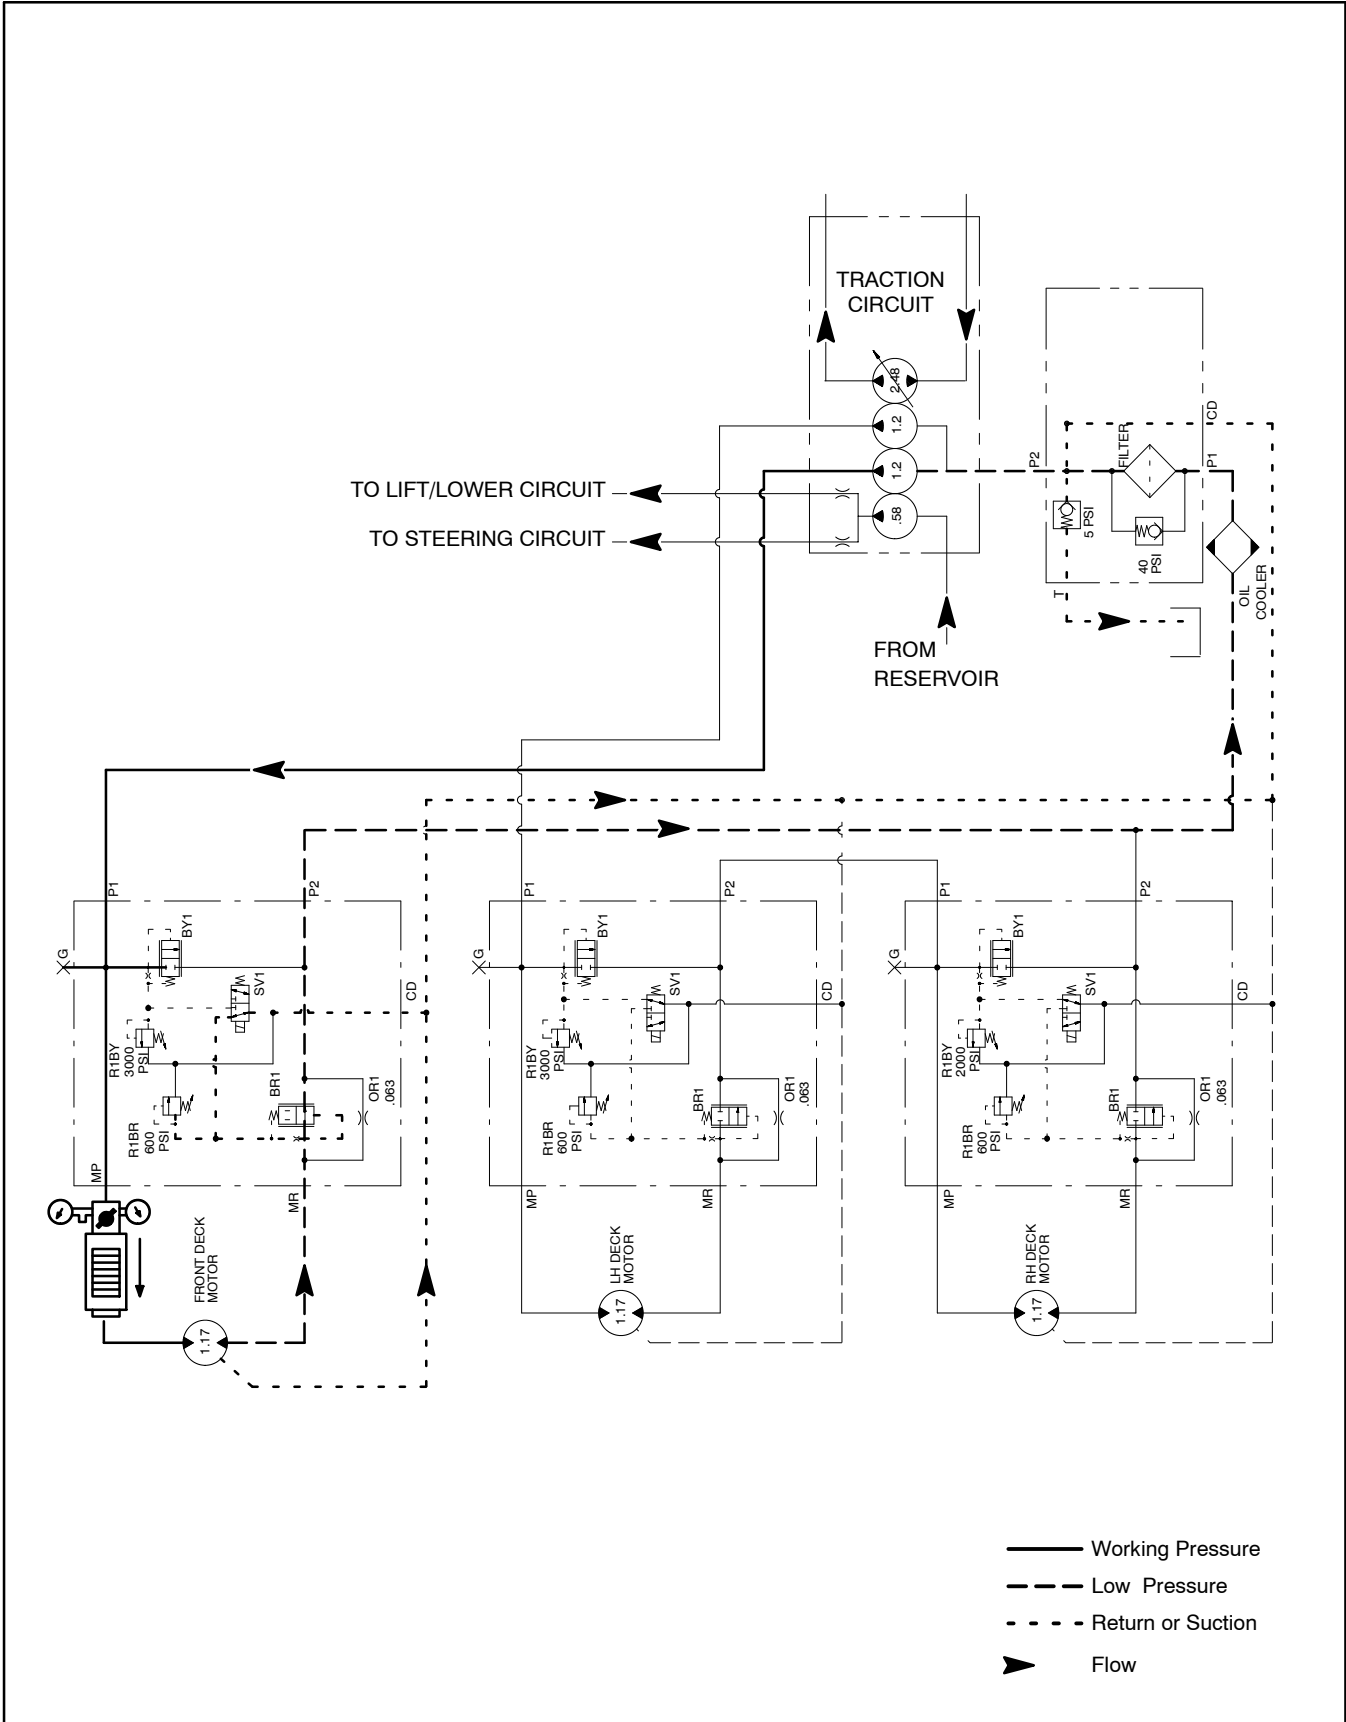 TRACTION
CIRCUIT
2.48
1.2
1.2
.58
TO LIFT/LOWER CIRCUIT
TO STEERING CIRCUIT
FROM
RESERVOIR
P2
FILTER
P1
CD
5 PSI
40
PSI
T
OIL
COOLER
P1
P2
G
BY1
SV1
CD
R1BY
3000
PSI
R1BR
600
PSI
BR1
OR1
.063
MP
MR
FRONT DECK
MOTOR
1.17
P1
P2
G
BY1
SV1
CD
R1BY
3000
PSI
R1BR
600
PSI
BR1
OR1
.063
MP
MR
LH DECK
MOTOR
1.17
P1
P2
G
BY1
SV1
CD
R1BY
2000
PSI
R1BR
600
PSI
BR1
OR1
.063
MP
MR
RH DECK
MOTOR
1.17
Working Pressure
Low Pressure
Return or Suction
Flow